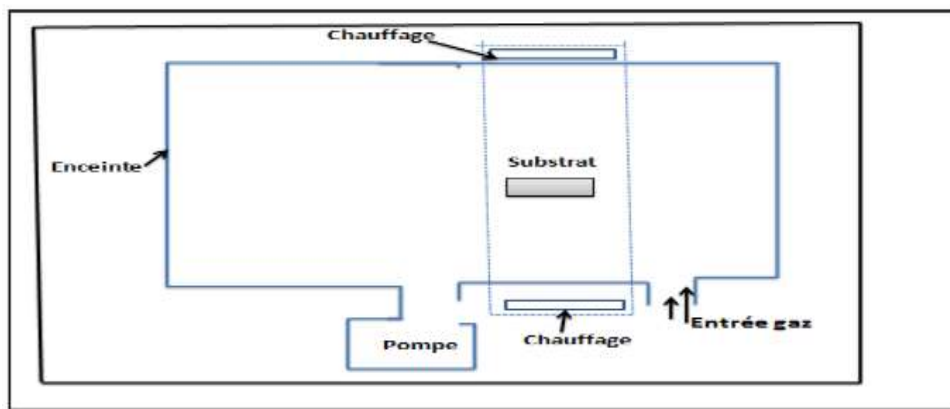 Chauffage
Enceinte
Substrat
Entrée gaz
Pompe
Chauffage